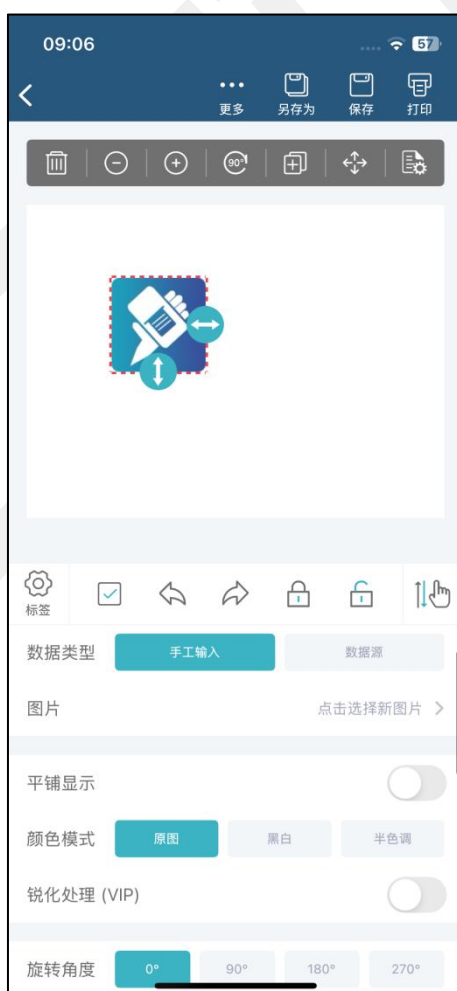 09:06 57
更多 另存为 保存 打印
90°
标签
数据类型 手工输入 数据源
图片 点击选择新图片
平铺显示
颜色模式 原图 黑白 半色调
锐化处理 (VIP)
旋转角度 0° 90° 180° 270°